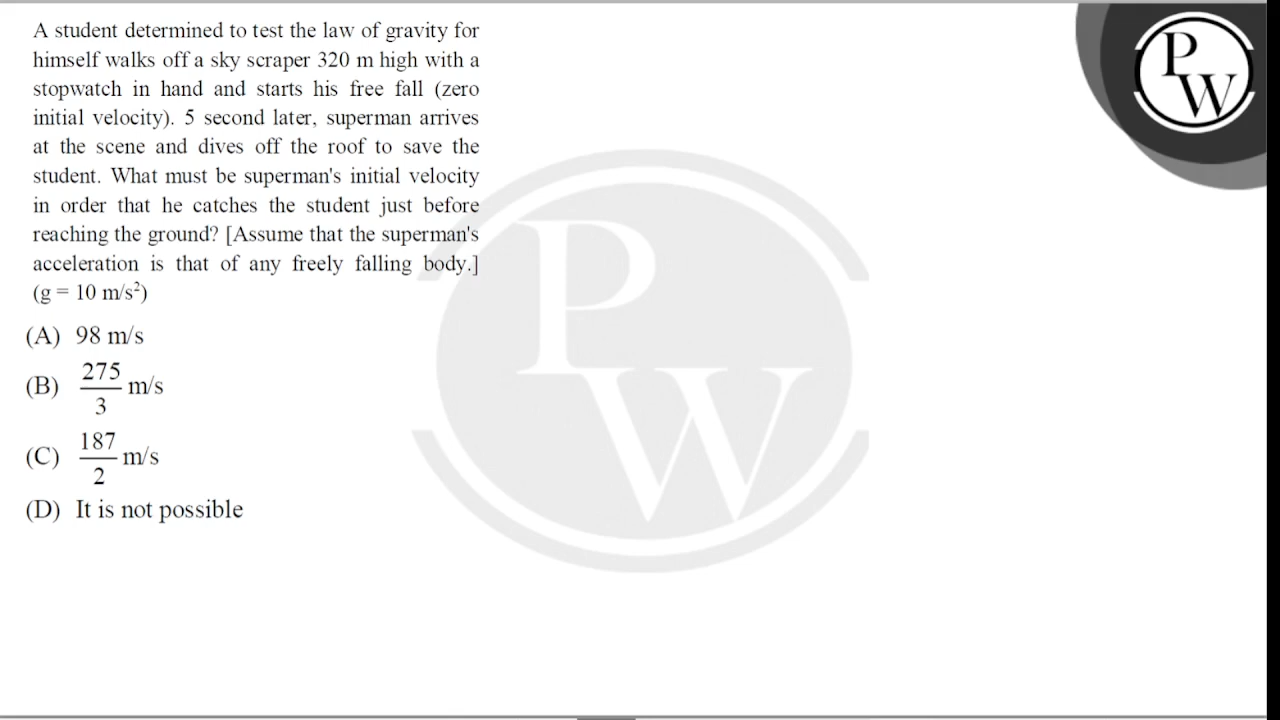 A student determined to test the law of gravity for
himself walks off a sky scraper 320 m high with a
stopwatch in hand and starts his free fall (zero
initial velocity). 5 second later, superman arrives
at the scene and dives off the roof to save the
student. What must be superman's initial velocity
in order that he catches the student just before
reaching the ground? [Assume that the superman's
acceleration is that of any freely falling body.]
(g = 10 m/s²)
(A) 98 m/s
(B) 275/3 m/s
(C) 187/2 m/s
(D) It is not possible
P
W
P
W